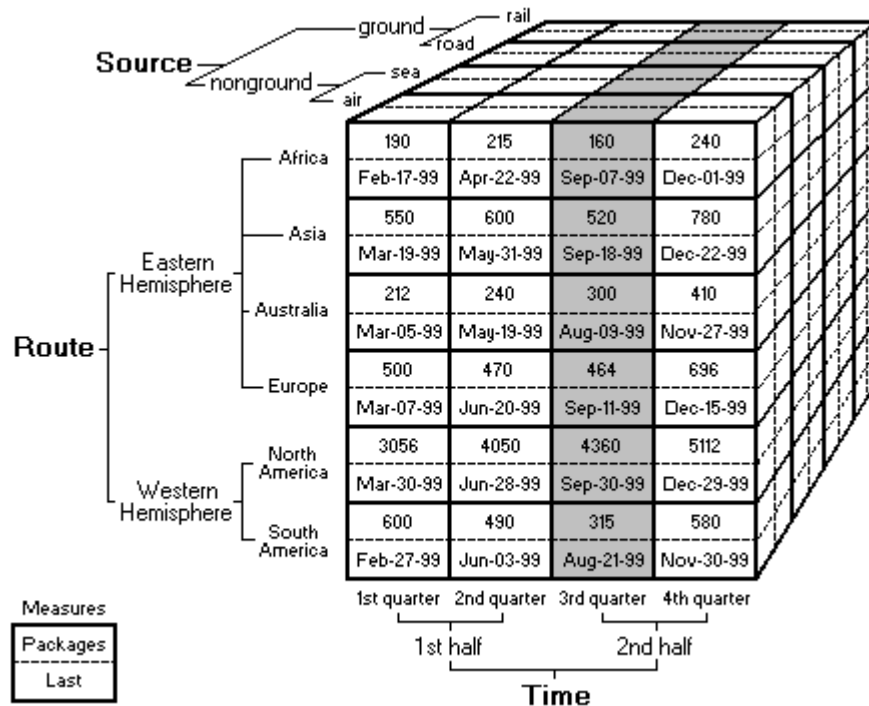 rail
ground
road
Source
sea
nonground
air
190 215 160 240
Africa
Feb-17-99 Apr-22-99 Sep-07-99 Dec-01-99
550 600 520 780
Asia
Mar-19-99 May-31-99 Sep-18-99 Dec-22-99
Eastern
Hemisphere
212 240 300 410
Australia
Mar-05-99 May-19-99 Aug-09-99 Nov-27-99
Route
500 470 464 696
Europe
Mar-07-99 Jun-20-99 Sep-11-99 Dec-15-99
3056 4050 4360 5112
North
America
Mar-30-99 Jun-28-99 Sep-30-99 Dec-29-99
Western
Hemisphere
600 490 315 580
South
America
Feb-27-99 Jun-03-99 Aug-21-99 Nov-30-99
Measures
Packages
Last
1st quarter 2nd quarter 3rd quarter 4th quarter
1st half 2nd half
Time